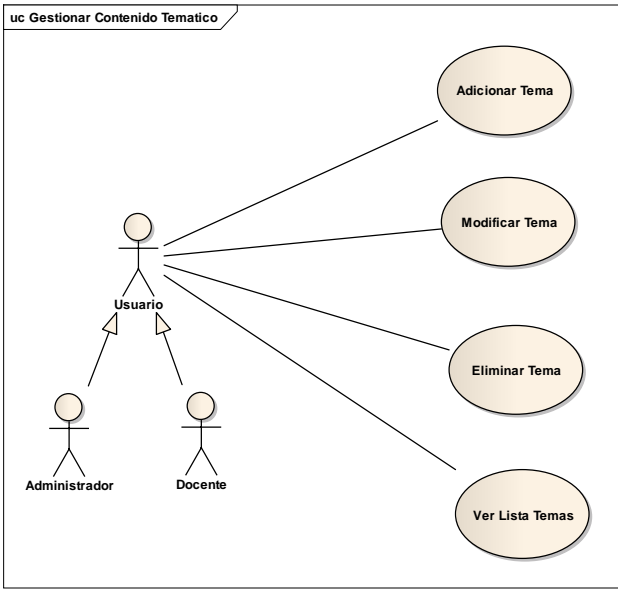 uc Gestionar Contenido Tematico
Adicionar Tema
Modificar Tema
Usuario
Eliminar Tema
Administrador
Docente
Ver Lista Temas